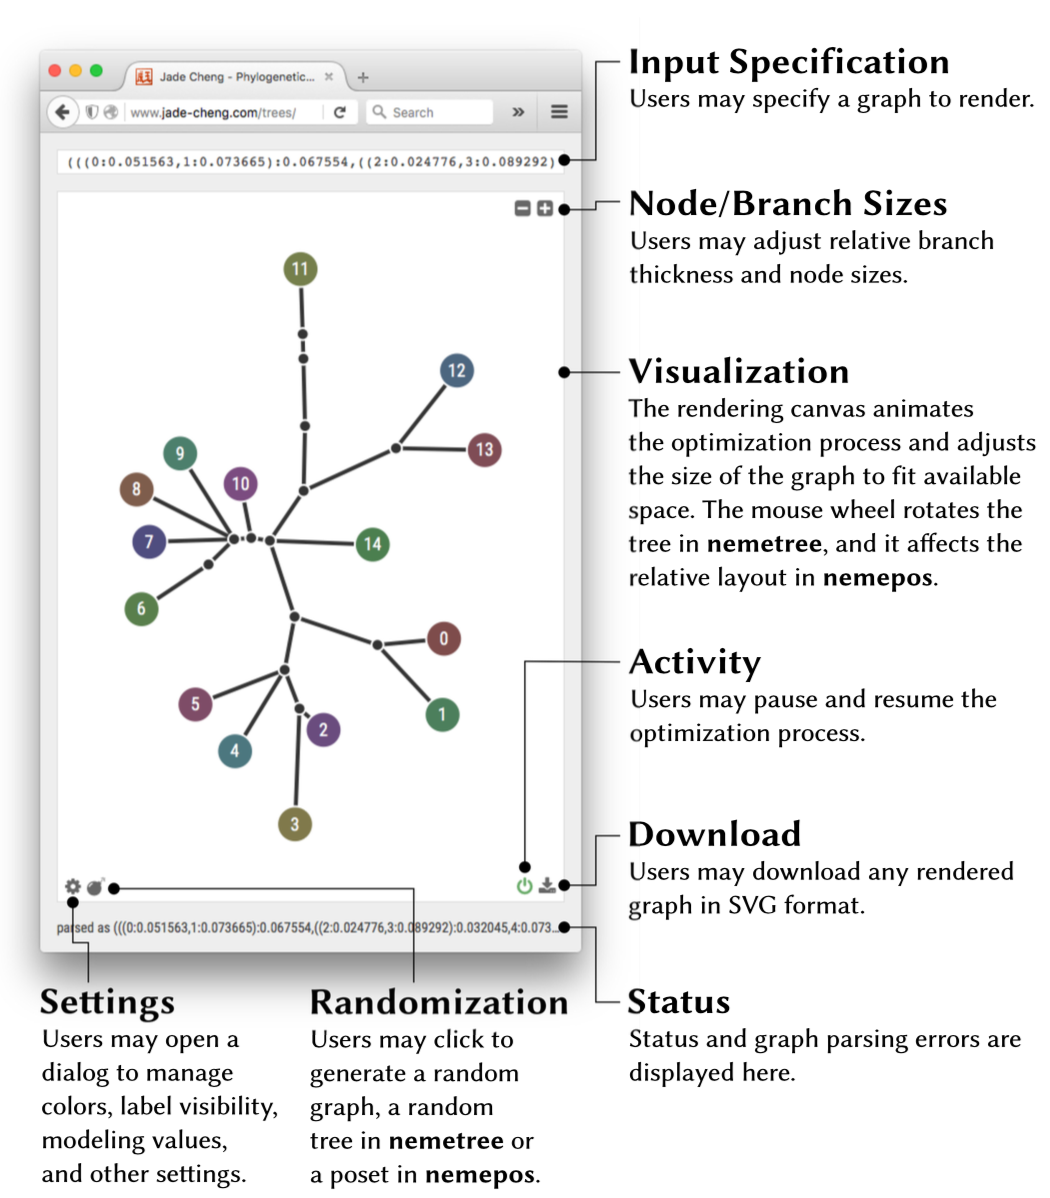 Jade Cheng - Phylogenetic...
www.jade-cheng.com/trees/
Search
(((0:0.051563,1:0.073665):0.067554,((2:0.024776,3:0.089292)
11
12
13
9
8
10
7
14
6
0
5
1
2
4
3
parsed as (((0:0.051563,1:0.073665):0.067554,((2:0.024776,3:0.089292):0.032045,4:0.073...
Input Specification
Users may specify a graph to render.
Node/Branch Sizes
Users may adjust relative branch
thickness and node sizes.
Visualization
The rendering canvas animates
the optimization process and adjusts
the size of the graph to fit available
space. The mouse wheel rotates the
tree in nemetree, and it affects the
relative layout in nemepos.
Activity
Users may pause and resume the
optimization process.
Download
Users may download any rendered
graph in SVG format.
Settings
Users may open a
dialog to manage
colors, label visibility,
modeling values,
and other settings.
Randomization
Users may click to
generate a random
graph, a random
tree in nemetree or
a poset in nemepos.
Status
Status and graph parsing errors are
displayed here.